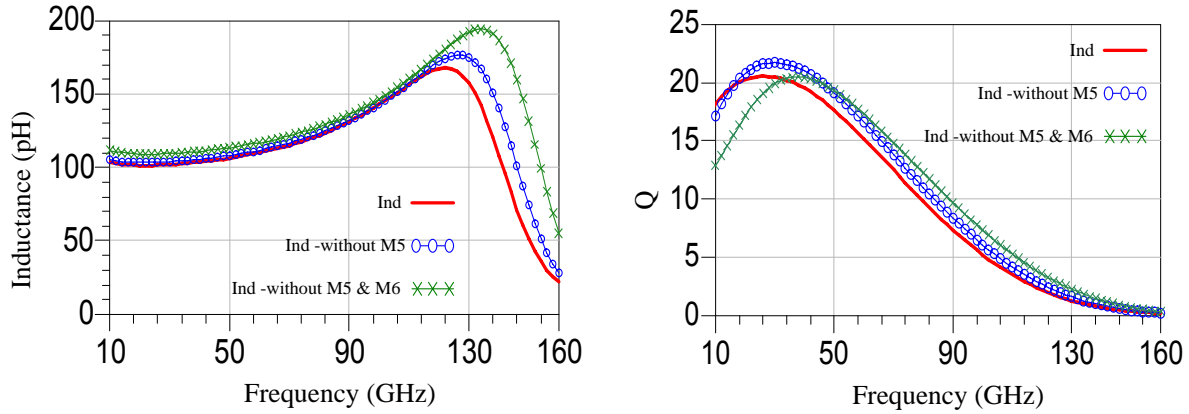 200
150
100
50
0
Inductance (pH)
Ind
Ind -without M5
Ind -without M5 & M6
10 50 90 130 160
Frequency (GHz)
25
20
15
10
5
0
Q
Ind
Ind -without M5
Ind -without M5 & M6
10 50 90 130 160
Frequency (GHz)